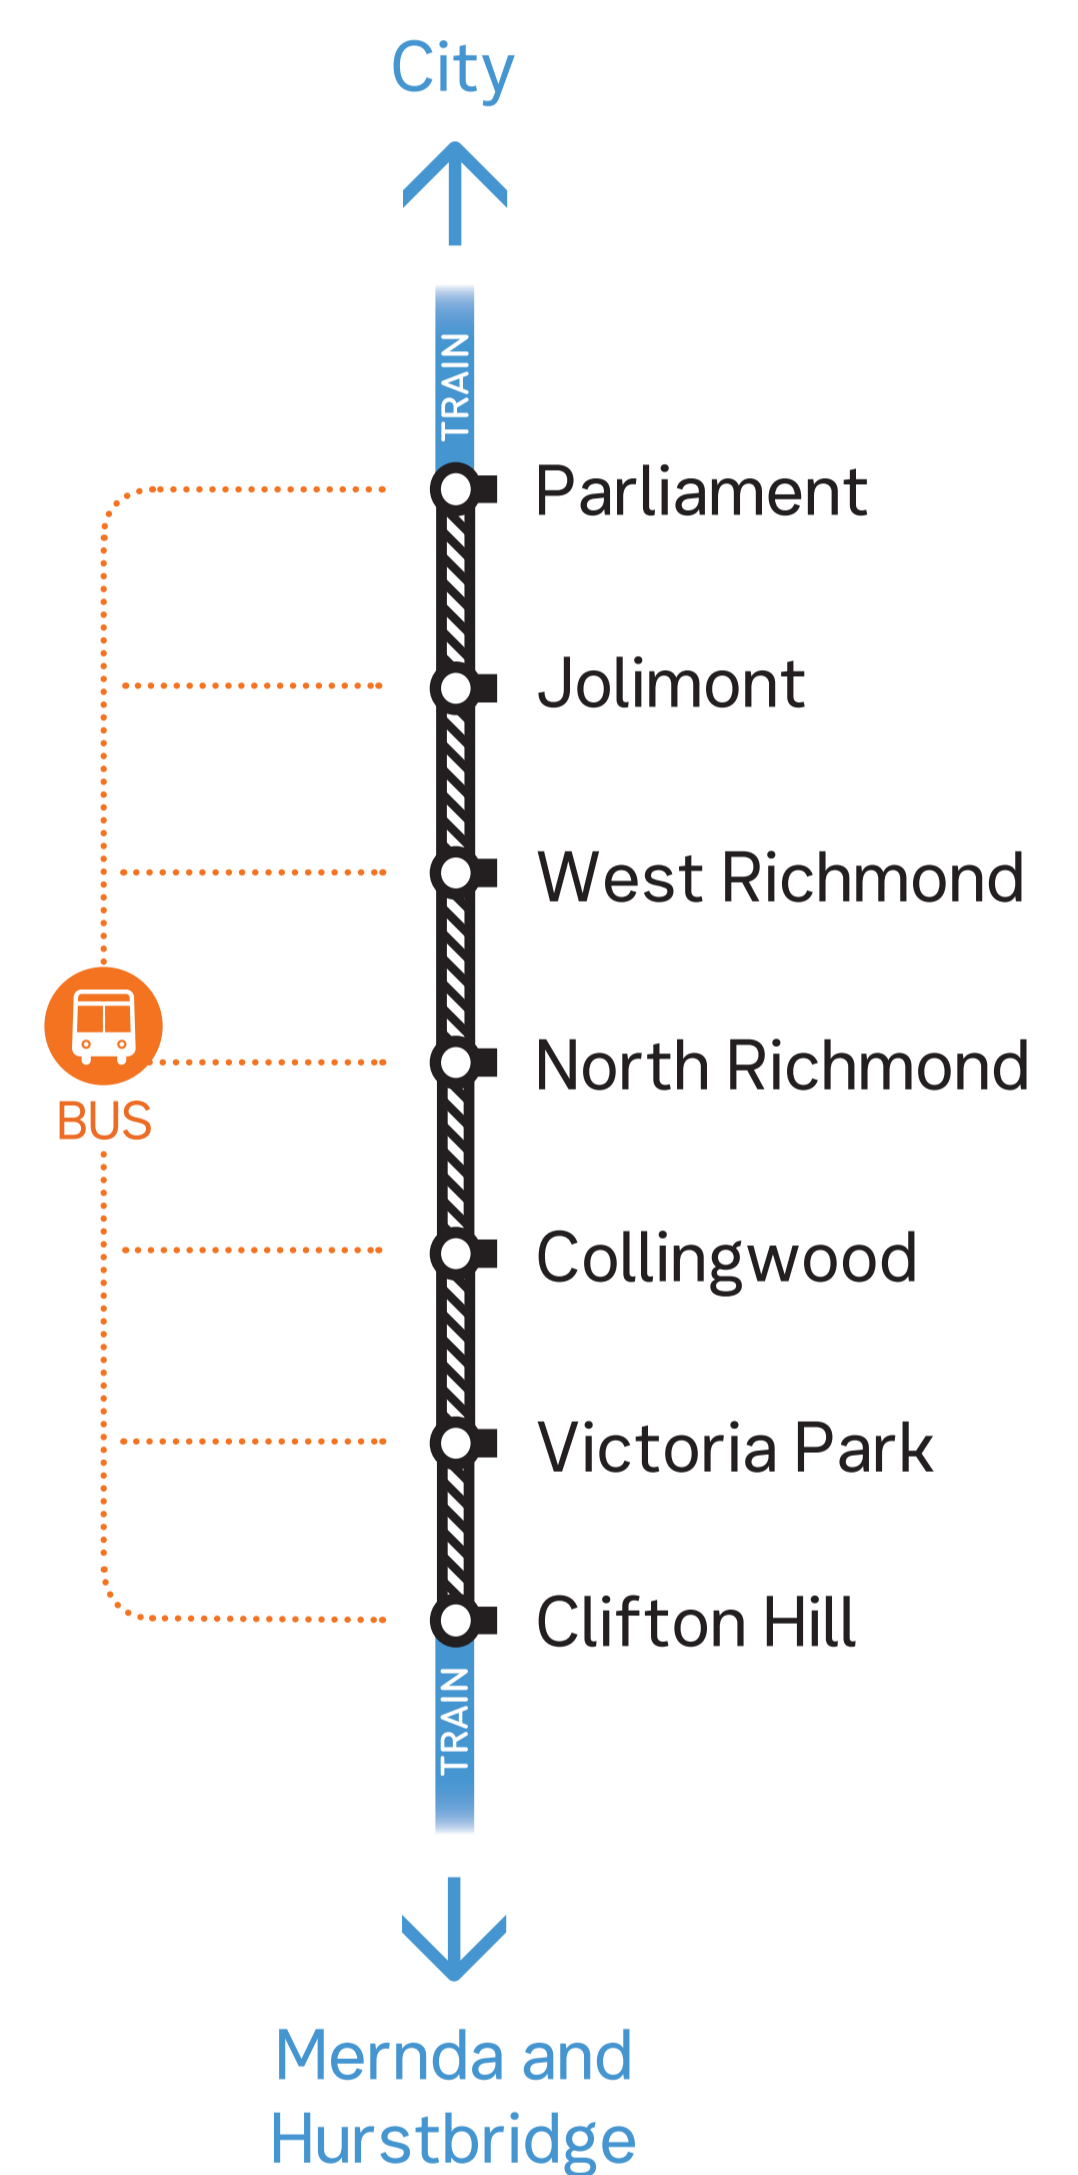 City
TRAIN
Parliament
Jolimont
West Richmond
North Richmond
BUS
Collingwood
Victoria Park
Clifton Hill
TRAIN
Mernda and
Hurstbridge